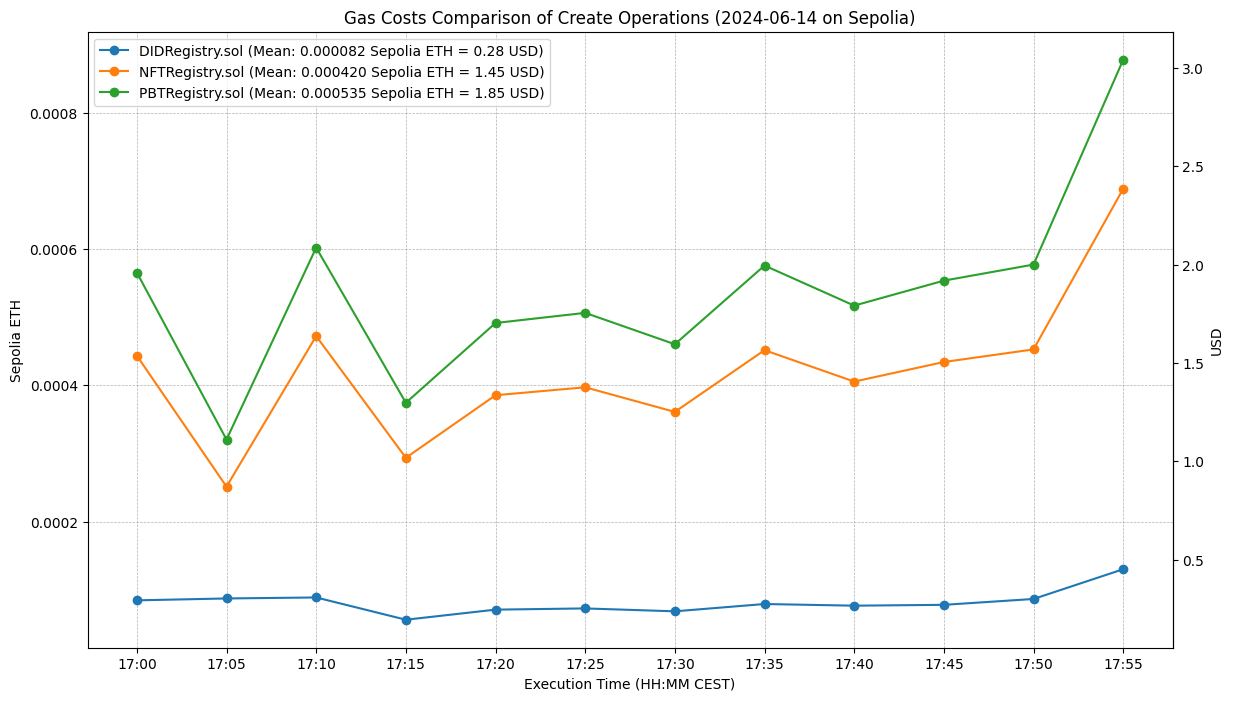 Gas Costs Comparison of Create Operations (2024-06-14 on Sepolia)
DIDRegistry.sol (Mean: 0.000082 Sepolia ETH = 0.28 USD)
NFTRegistry.sol (Mean: 0.000420 Sepolia ETH = 1.45 USD)
PBTRegistry.sol (Mean: 0.000535 Sepolia ETH = 1.85 USD)
Sepolia ETH
0.0008
0.0006
0.0004
0.0002
3.0
2.5
2.0
1.5
1.0
0.5
USD
17:00 17:05 17:10 17:15 17:20 17:25 17:30 17:35 17:40 17:45 17:50 17:55
Execution Time (HH:MM CEST)